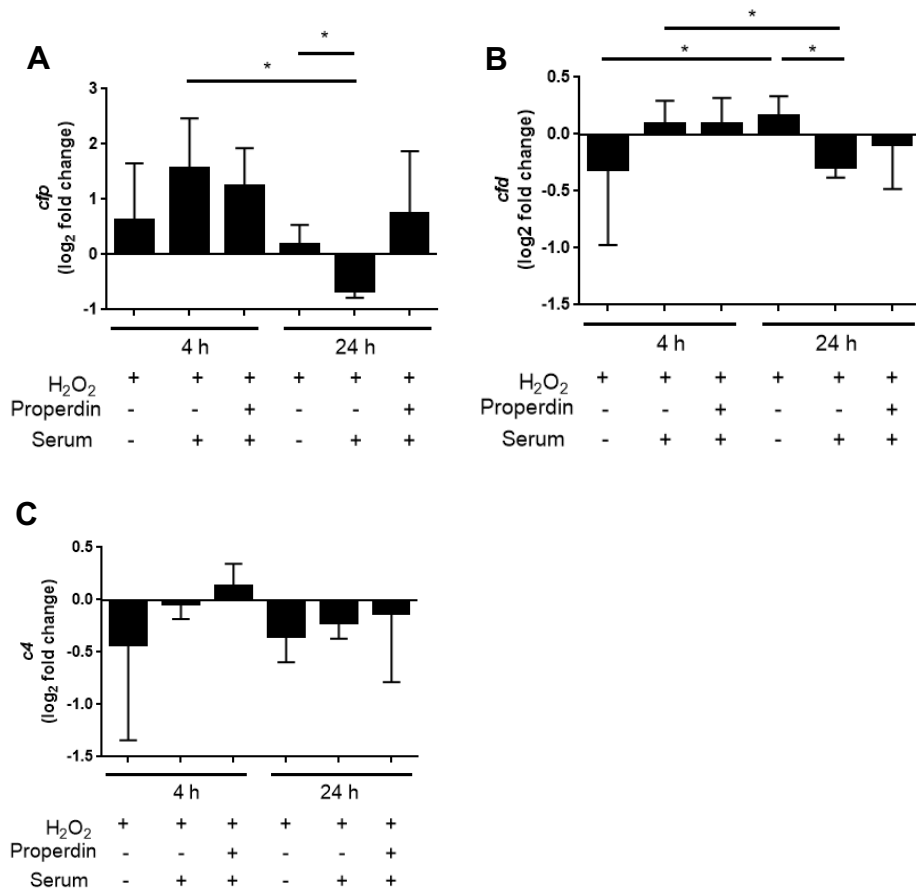 A
*
*
cfp
(log₂ fold change)
3
2
1
0
-1
4 h
24 h
H₂O₂ + + + + + +
Properdin - - + - - +
Serum - + + - + +
B
*
*
*
cfd
(log2 fold change)
0.5
0.0
-0.5
-1.0
-1.5
4 h
24 h
H₂O₂ + + + + + +
Properdin - - + - - +
Serum - + + - + +
C
c4
(log₂ fold change)
0.5
0.0
-0.5
-1.0
-1.5
4 h
24 h
H₂O₂ + + + + + +
Properdin - - + - - +
Serum - + + - + +